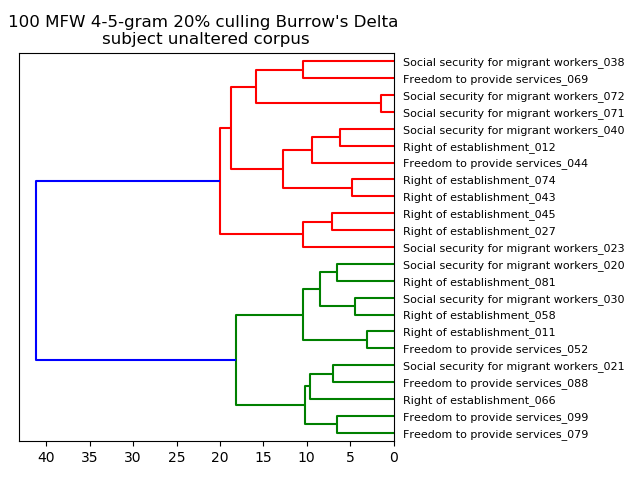 100 MFW 4-5-gram 20% culling Burrow's Delta
subject unaltered corpus
Social security for migrant workers_038
Freedom to provide services_069
Social security for migrant workers_072
Social security for migrant workers_071
Social security for migrant workers_040
Right of establishment_012
Freedom to provide services_044
Right of establishment_074
Right of establishment_043
Right of establishment_045
Right of establishment_027
Social security for migrant workers_023
Social security for migrant workers_020
Right of establishment_081
Social security for migrant workers_030
Right of establishment_058
Right of establishment_011
Freedom to provide services_052
Social security for migrant workers_021
Freedom to provide services_088
Right of establishment_066
Freedom to provide services_099
Freedom to provide services_079
40 35 30 25 20 15 10 5 0